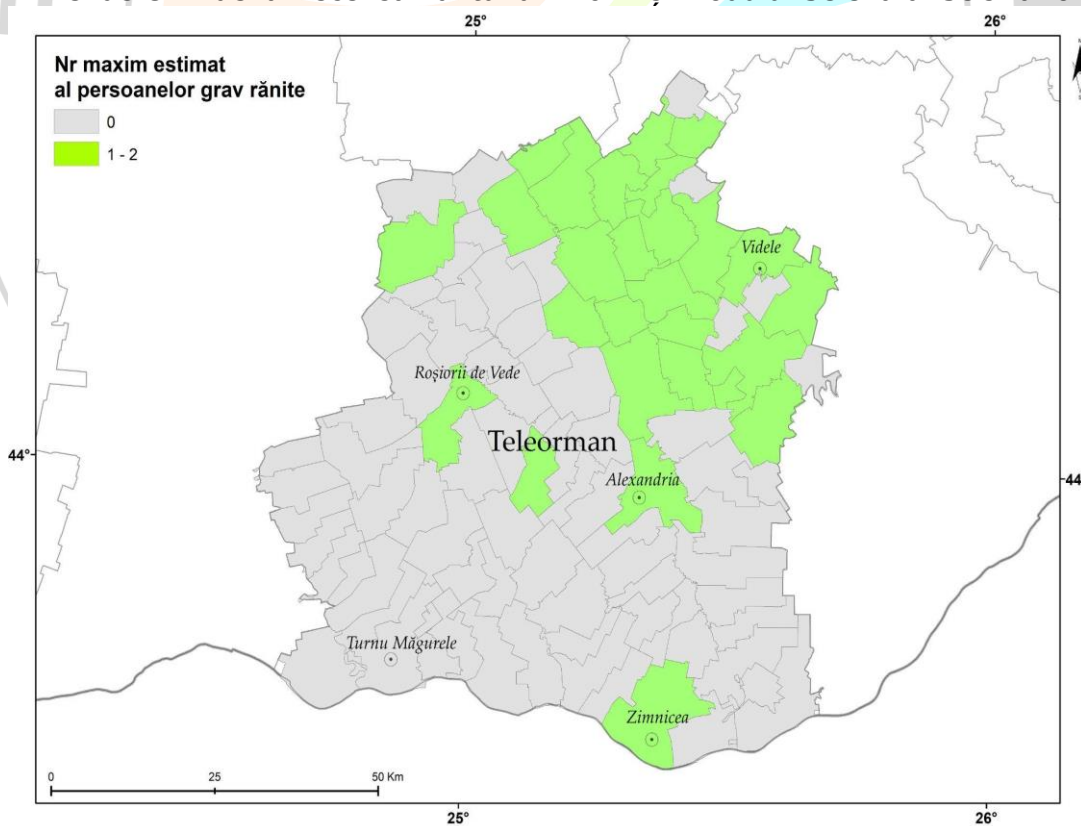 25°
26°
Nr maxim estimat
al persoanelor grav rănite
0
1 - 2
Videle
Roșiorii de Vede
Teleorman
44°
Alexandria
44
Turnu Măgurele
Zimnicea
0
25
50 Km
25°
26°